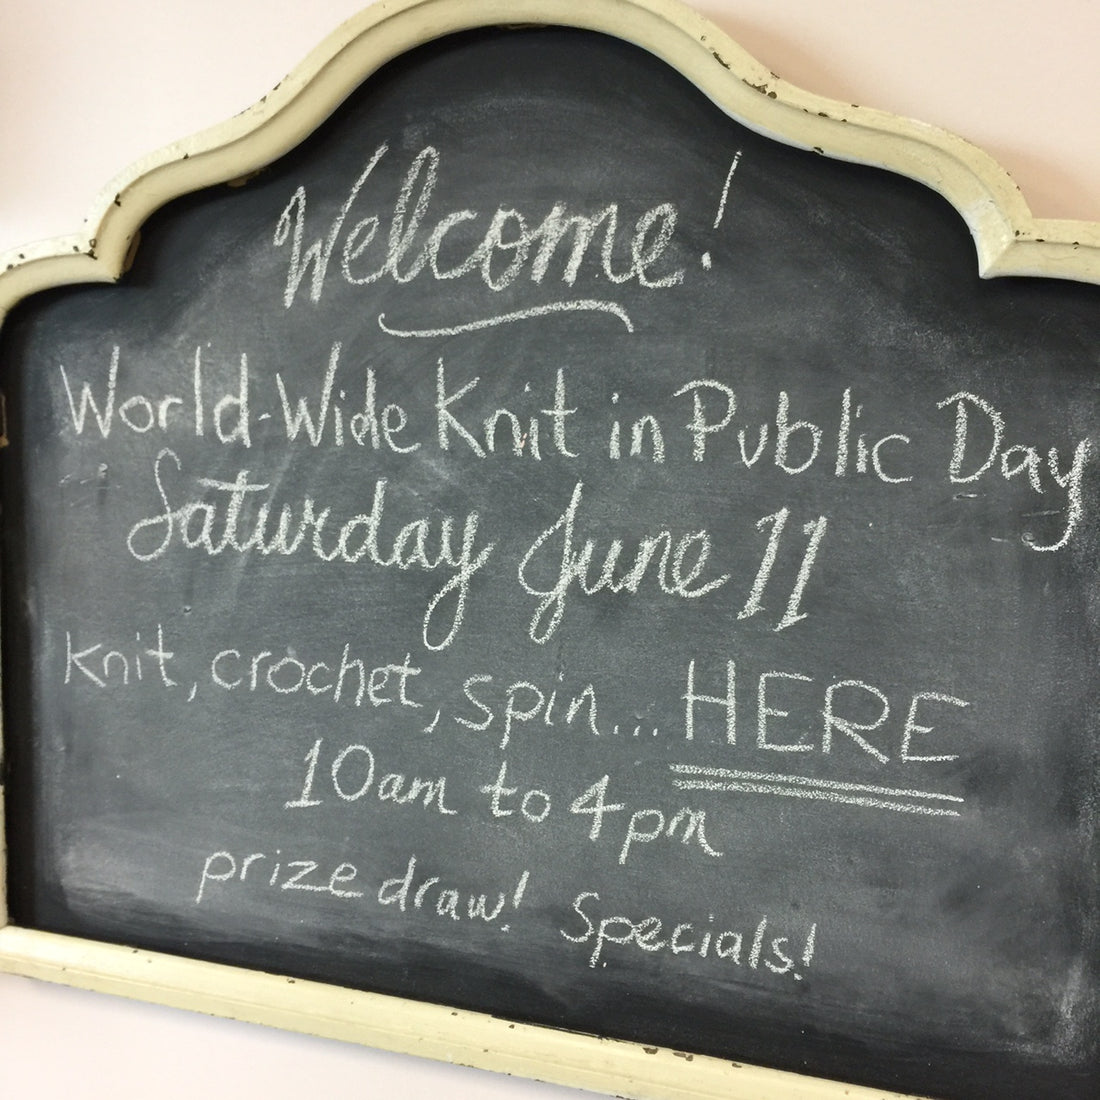 Welcome!
World-Wide Knit in Public Day
Saturday June 11
Knit, crochet, spin... HERE
10am to 4pm
prize draw! Specials!